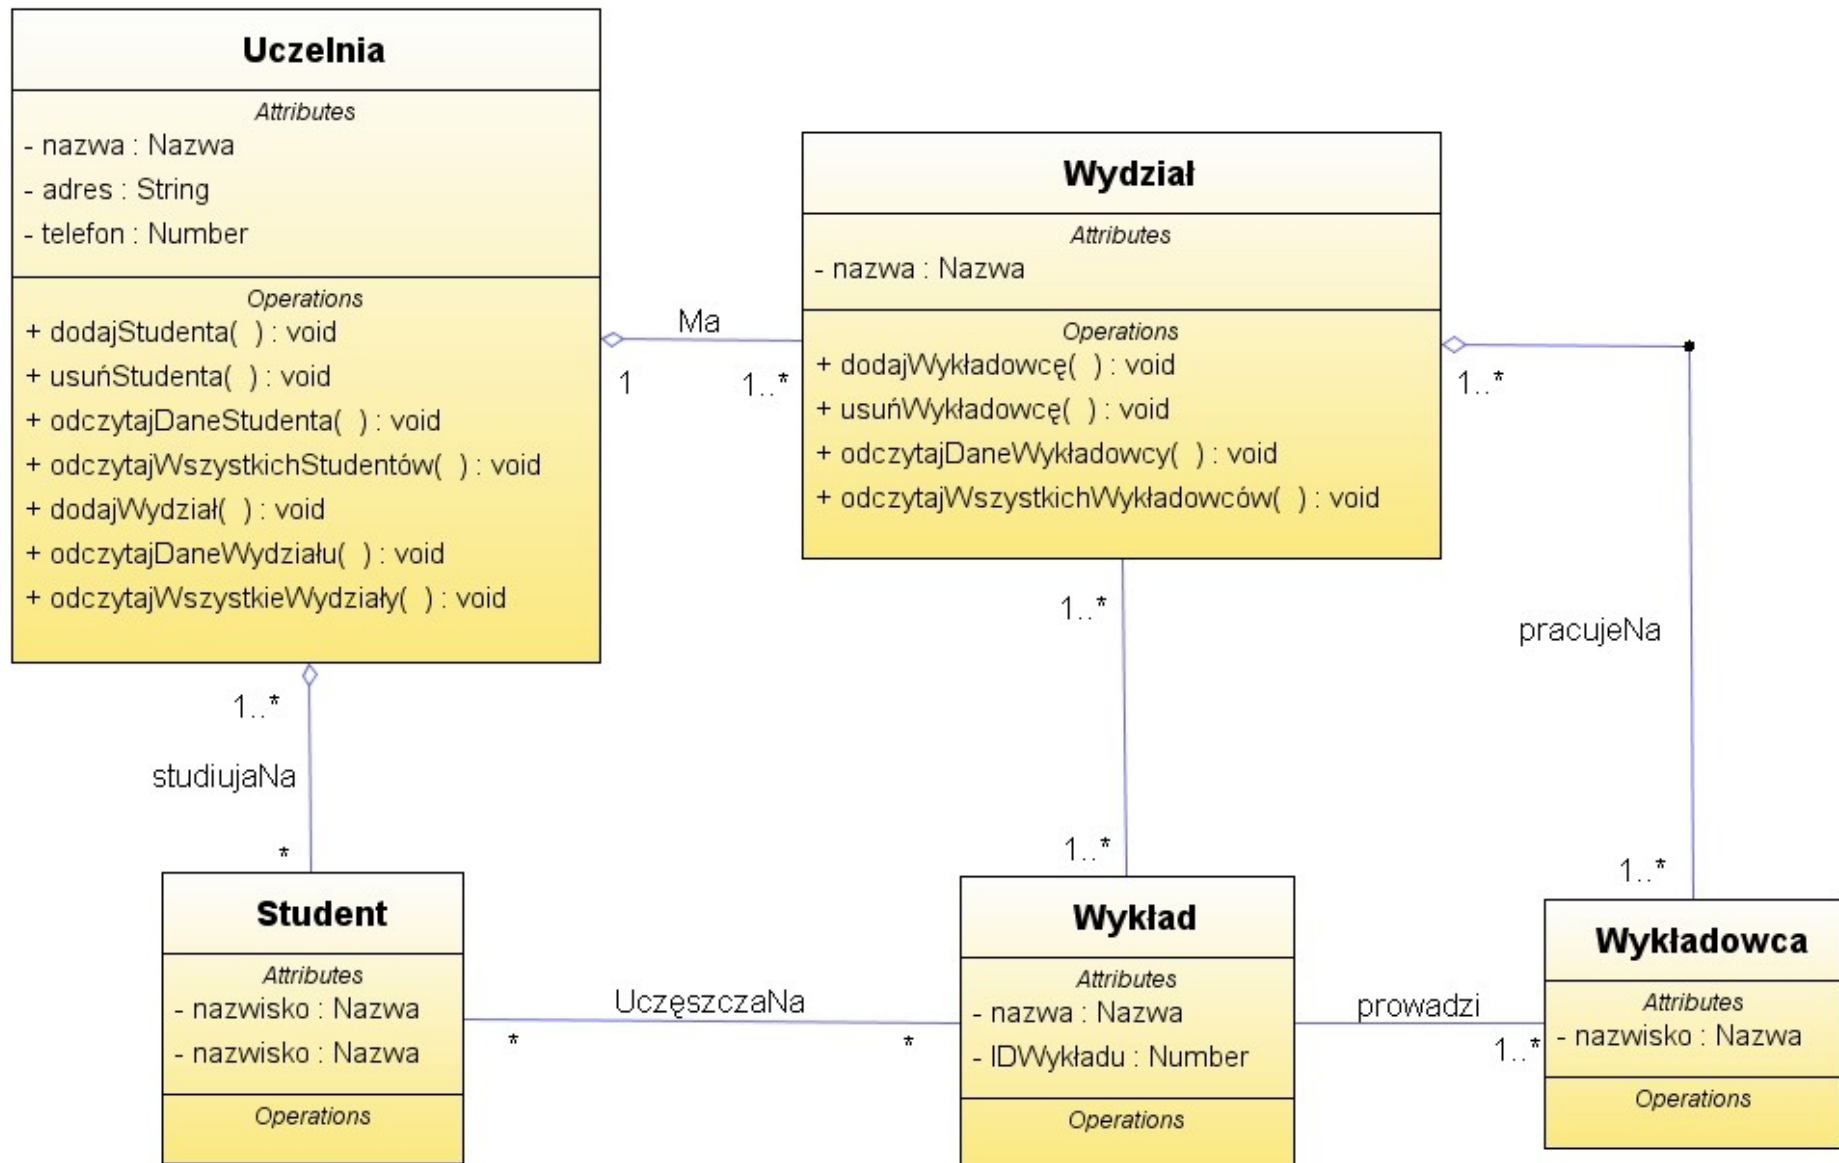 Uczelnia
Attributes
- nazwa : Nazwa
- adres : String
- telefon : Number
Operations
+ dodajStudenta(  ) : void
+ usuńStudenta(  ) : void
+ odczytajDaneStudenta(  ) : void
+ odczytajWszystkichStudentów(  ) : void
+ dodajWydział(  ) : void
+ odczytajDaneWydziału(  ) : void
+ odczytajWszystkieWydziały(  ) : void
Ma
1
1..*
Wydział
Attributes
- nazwa : Nazwa
Operations
+ dodajWykładowcę(  ) : void
+ usuńWykładowcę(  ) : void
+ odczytajDaneWykładowcy(  ) : void
+ odczytajWszystkichWykładowców(  ) : void
1..*
pracujeNa
1..*
1..*
1..*
1..*
studiujaNa
*
Student
Attributes
- nazwisko : Nazwa
- nazwisko : Nazwa
Operations
UczęszczaNa
*
*
Wykład
Attributes
- nazwa : Nazwa
- IDWykładu : Number
Operations
prowadzi
1..*
Wykładowca
Attributes
- nazwisko : Nazwa
Operations